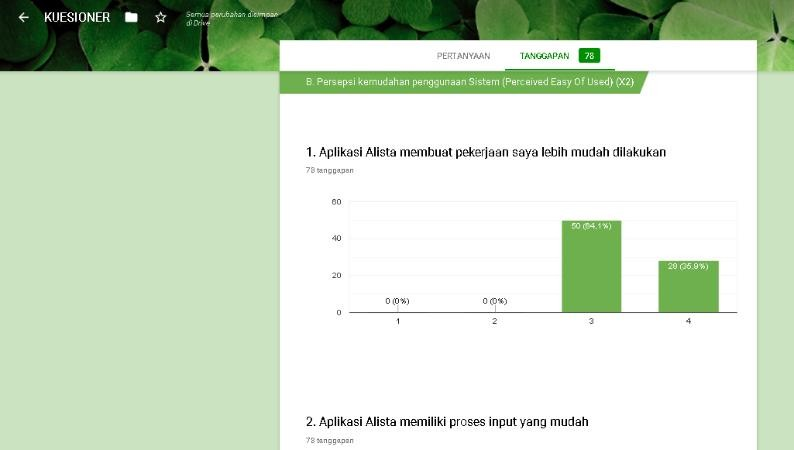 KUESIONER
Semua perubahan disimpan
di Drive
PERTANYAAN
TANGGAPAN 78
B. Persepsi kemudahan penggunaan Sistem (Perceived Easy Of Used) (X2)
1. Aplikasi Alista membuat pekerjaan saya lebih mudah dilakukan
78 tanggapan
60
40
20
0
0 (0%)
0 (0%)
50 (64,1%)
28 (35,9%)
1
2
3
4
2. Aplikasi Alista memiliki proses input yang mudah
78 tanggapan